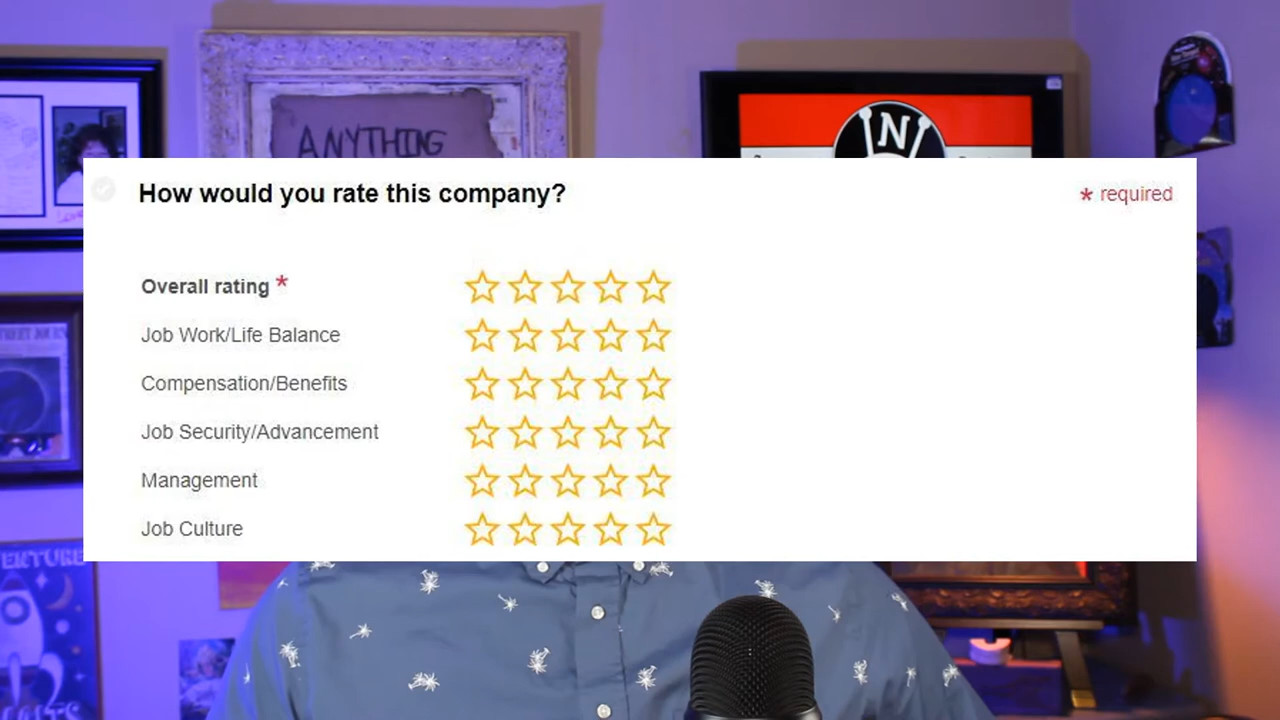 ANYTHING
N
How would you rate this company?
* required
Overall rating *
Job Work/Life Balance
Compensation/Benefits
Job Security/Advancement
Management
Job Culture